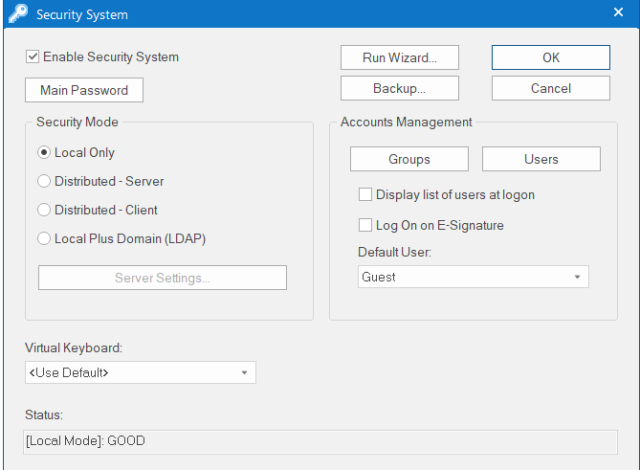 Security System
Enable Security System
Run Wizard...
OK
Main Password
Backup...
Cancel
Security Mode
Local Only
Distributed - Server
Distributed - Client
Local Plus Domain (LDAP)
Server Settings...
Accounts Management
Groups
Users
Display list of users at logon
Log On on E-Signature
Default User:
Guest
Virtual Keyboard:
<Use Default>
Status:
[Local Mode]: GOOD